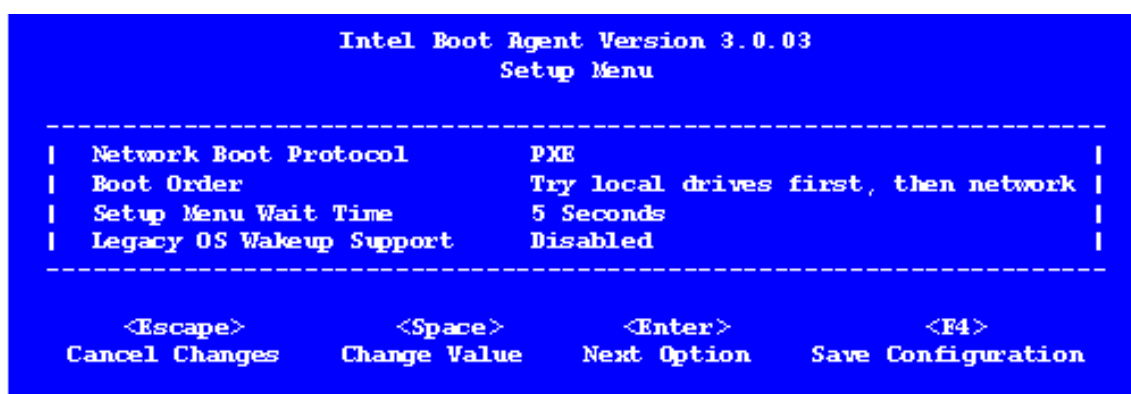 Intel Boot Agent Version 3.0.03
Setup Menu
Network Boot Protocol PXE
Boot Order Try local drives first, then network
Setup Menu Wait Time 5 Seconds
Legacy OS Wakeup Support Disabled
<Escape> <Space> <Enter> <F4>
Cancel Changes Change Value Next Option Save Configuration